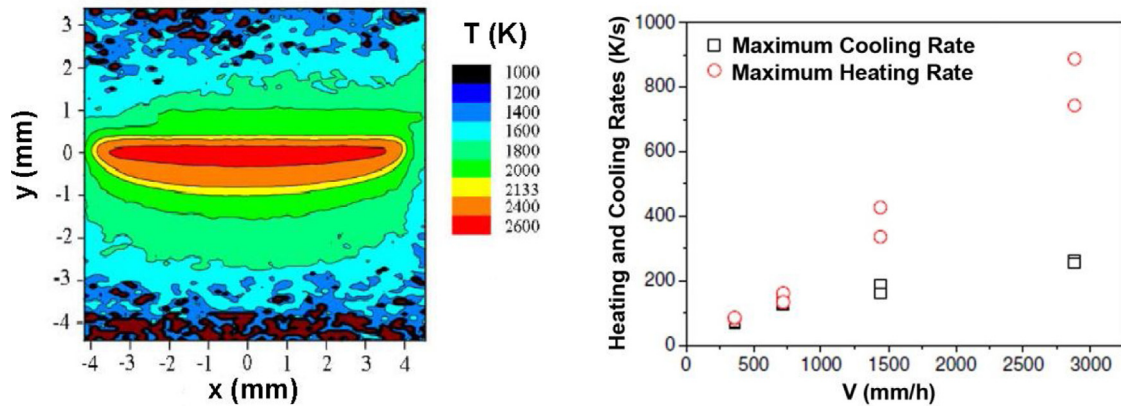 T (K)
1000
1200
1400
1600
1800
2000
2133
2400
2600
3
2
1
0
-1
-2
-3
-4
y (mm)
-4 -3 -2 -1 0 1 2 3 4
x (mm)
Heating and Cooling Rates (K/s)
1000
800
600
400
200
0
Maximum Cooling Rate
Maximum Heating Rate
0 500 1000 1500 2000 2500 3000
V (mm/h)